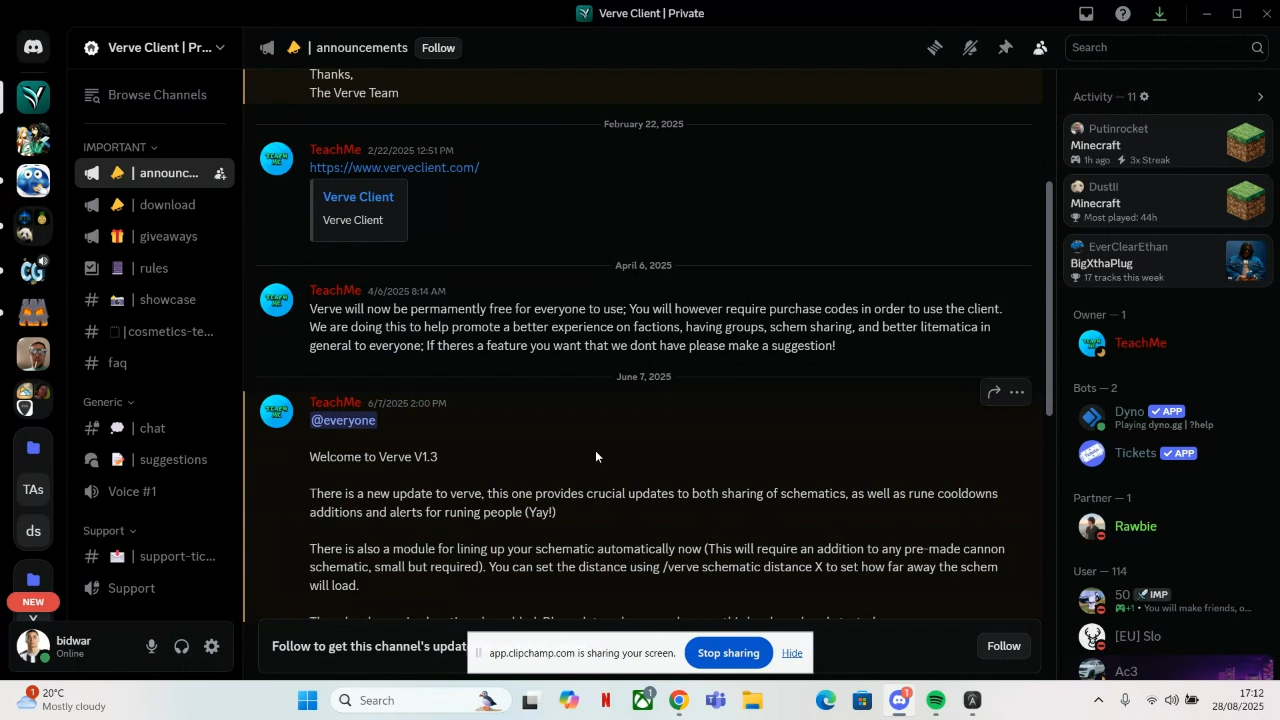 Verve Client | Private
Verve Client | Pr...
| announcements
Follow
Search
Browse Channels
IMPORTANT
| announc...
| download
| giveaways
| rules
| showcase
|cosmetics-te...
faq
Generic
| chat
| suggestions
Voice #1
Support
| support-tic...
Support
TAs
ds
NEW
bidwar
Online
Thanks,
The Verve Team
February 22, 2025
TeachMe 2/22/2025 12:51 PM
https://www.verveclient.com/
Verve Client
Verve Client
April 6, 2025
TeachMe 4/6/2025 8:14 AM
Verve will now be permamently free for everyone to use; You will however require purchase codes in order to use the client.
We are doing this to help promote a better experience on factions, having groups, schem sharing, and better litematica in
general to everyone; If theres a feature you want that we dont have please make a suggestion!
June 7, 2025
TeachMe 6/7/2025 2:00 PM
@everyone
Welcome to Verve V1.3
There is a new update to verve, this one provides crucial updates to both sharing of schematics, as well as rune cooldowns
additions and alerts for runing people (Yay!)
There is also a module for lining up your schematic automatically now (This will require an addition to any pre-made cannon
schematic, small but required). You can set the distance using /verve schematic distance X to set how far away the schem
will load.
Follow to get this channel's upda
Follow
app.clipchamp.com is sharing your screen.
Stop sharing
Hide
Activity — 11
Putinrocket
Minecraft
1h ago 3x Streak
DustII
Minecraft
Most played: 44h
EverClearEthan
BigXthaPlug
17 tracks this week
Owner — 1
TeachMe
Bots — 2
Dyno APP
Playing dyno.gg | ?help
Tickets APP
Partner — 1
Rawbie
User — 114
50 IMP
+1 • You will make friends, o...
[EU] Slo
Ac3
1
20°C
Mostly cloudy
Search
1
1
17:12
28/08/2025